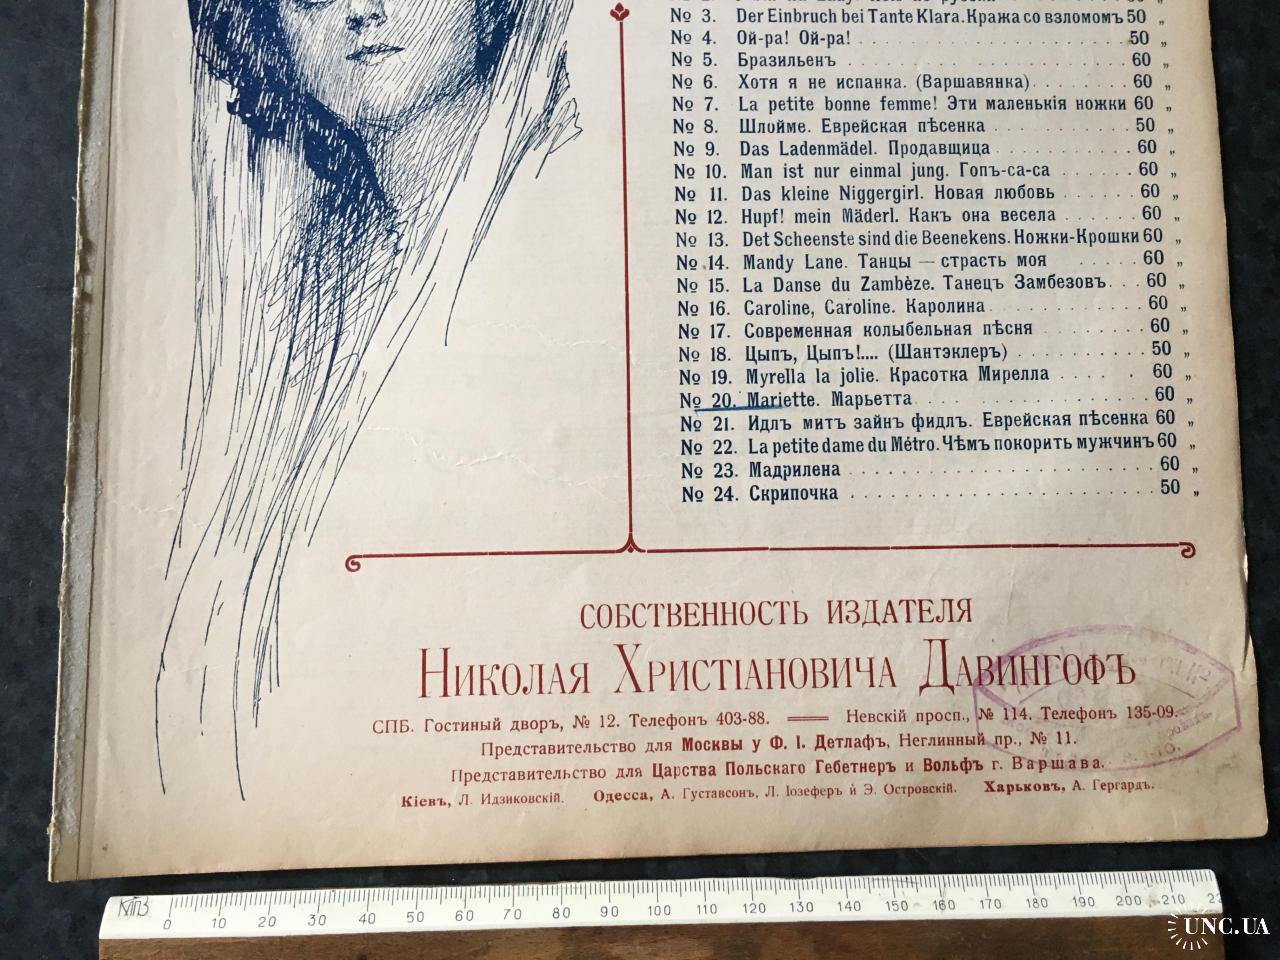 № 3. Der Einbruch bei Tante Klara. Кража со взломомъ 50 „
№ 4. Ой-ра! Ой-ра! 50 „
№ 5. Бразильенъ 60 „
№ 6. Хотя я не испанка. (Варшавянка) 60 „
№ 7. La petite bonne femme! Эти маленькія ножки 60 „
№ 8. Шлойме. Еврейская пѣсенка 50 „
№ 9. Das Ladenmädel. Продавщица 60 „
№ 10. Man ist nur einmal jung. Гопъ-са-са 60 „
№ 11. Das kleine Niggergirl. Новая любовь 60 „
№ 12. Hupf! mein Mäderl. Какъ она весела 60 „
№ 13. Det Scheenste sind die Beenekens. Ножки-Крошки 60 „
№ 14. Mandy Lane. Танцы — страсть моя 60 „
№ 15. La Danse du Zambèze. Танецъ Замбезовъ 60 „
№ 16. Caroline, Caroline. Каролина 60 „
№ 17. Современная колыбельная пѣсня 60 „
№ 18. Цыпъ, Цыпъ!.... (Шантэклеръ) 50 „
№ 19. Myrella la jolie. Красотка Мирелла 60 „
№ 20. Mariette. Марьетта 60 „
№ 21. Идлъ митъ зайнъ фидлъ. Еврейская пѣсенка 60 „
№ 22. La petite dame du Métro. Чѣмъ покорить мужчинъ 60 „
№ 23. Мадрилена 60 „
№ 24. Скрипочка 50 „
СОБСТВЕННОСТЬ ИЗДАТЕЛЯ
Николая Христіановича Давингофъ
СПБ. Гостиный дворъ, № 12. Телефонъ 403-88. Невскій просп., № 114. Телефонъ 135-09.
Представительство для Москвы у Ф. І. Детлафъ, Неглинный пр., № 11.
Представительство для Царства Польскаго Гебетнеръ и Вольфъ г. Варшава.
Кіевъ, Л. Идзиковскій. Одесса, А. Густавсонъ, Л. Іозеферъ и Э. Островскій. Харьковъ, А. Гергардъ.
0 10 20 30 40 50 60 70 80 90 100 110 120 130 140 150 160 170 180 190 200 210
UNC.UA